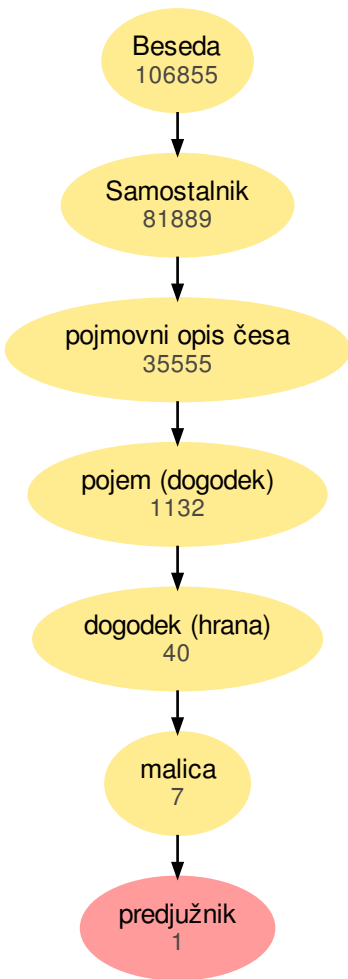 Beseda
106855
Samostalnik
81889
pojmovni opis česa
35555
pojem (dogodek)
1132
dogodek (hrana)
40
malica
7
predjužnik
1